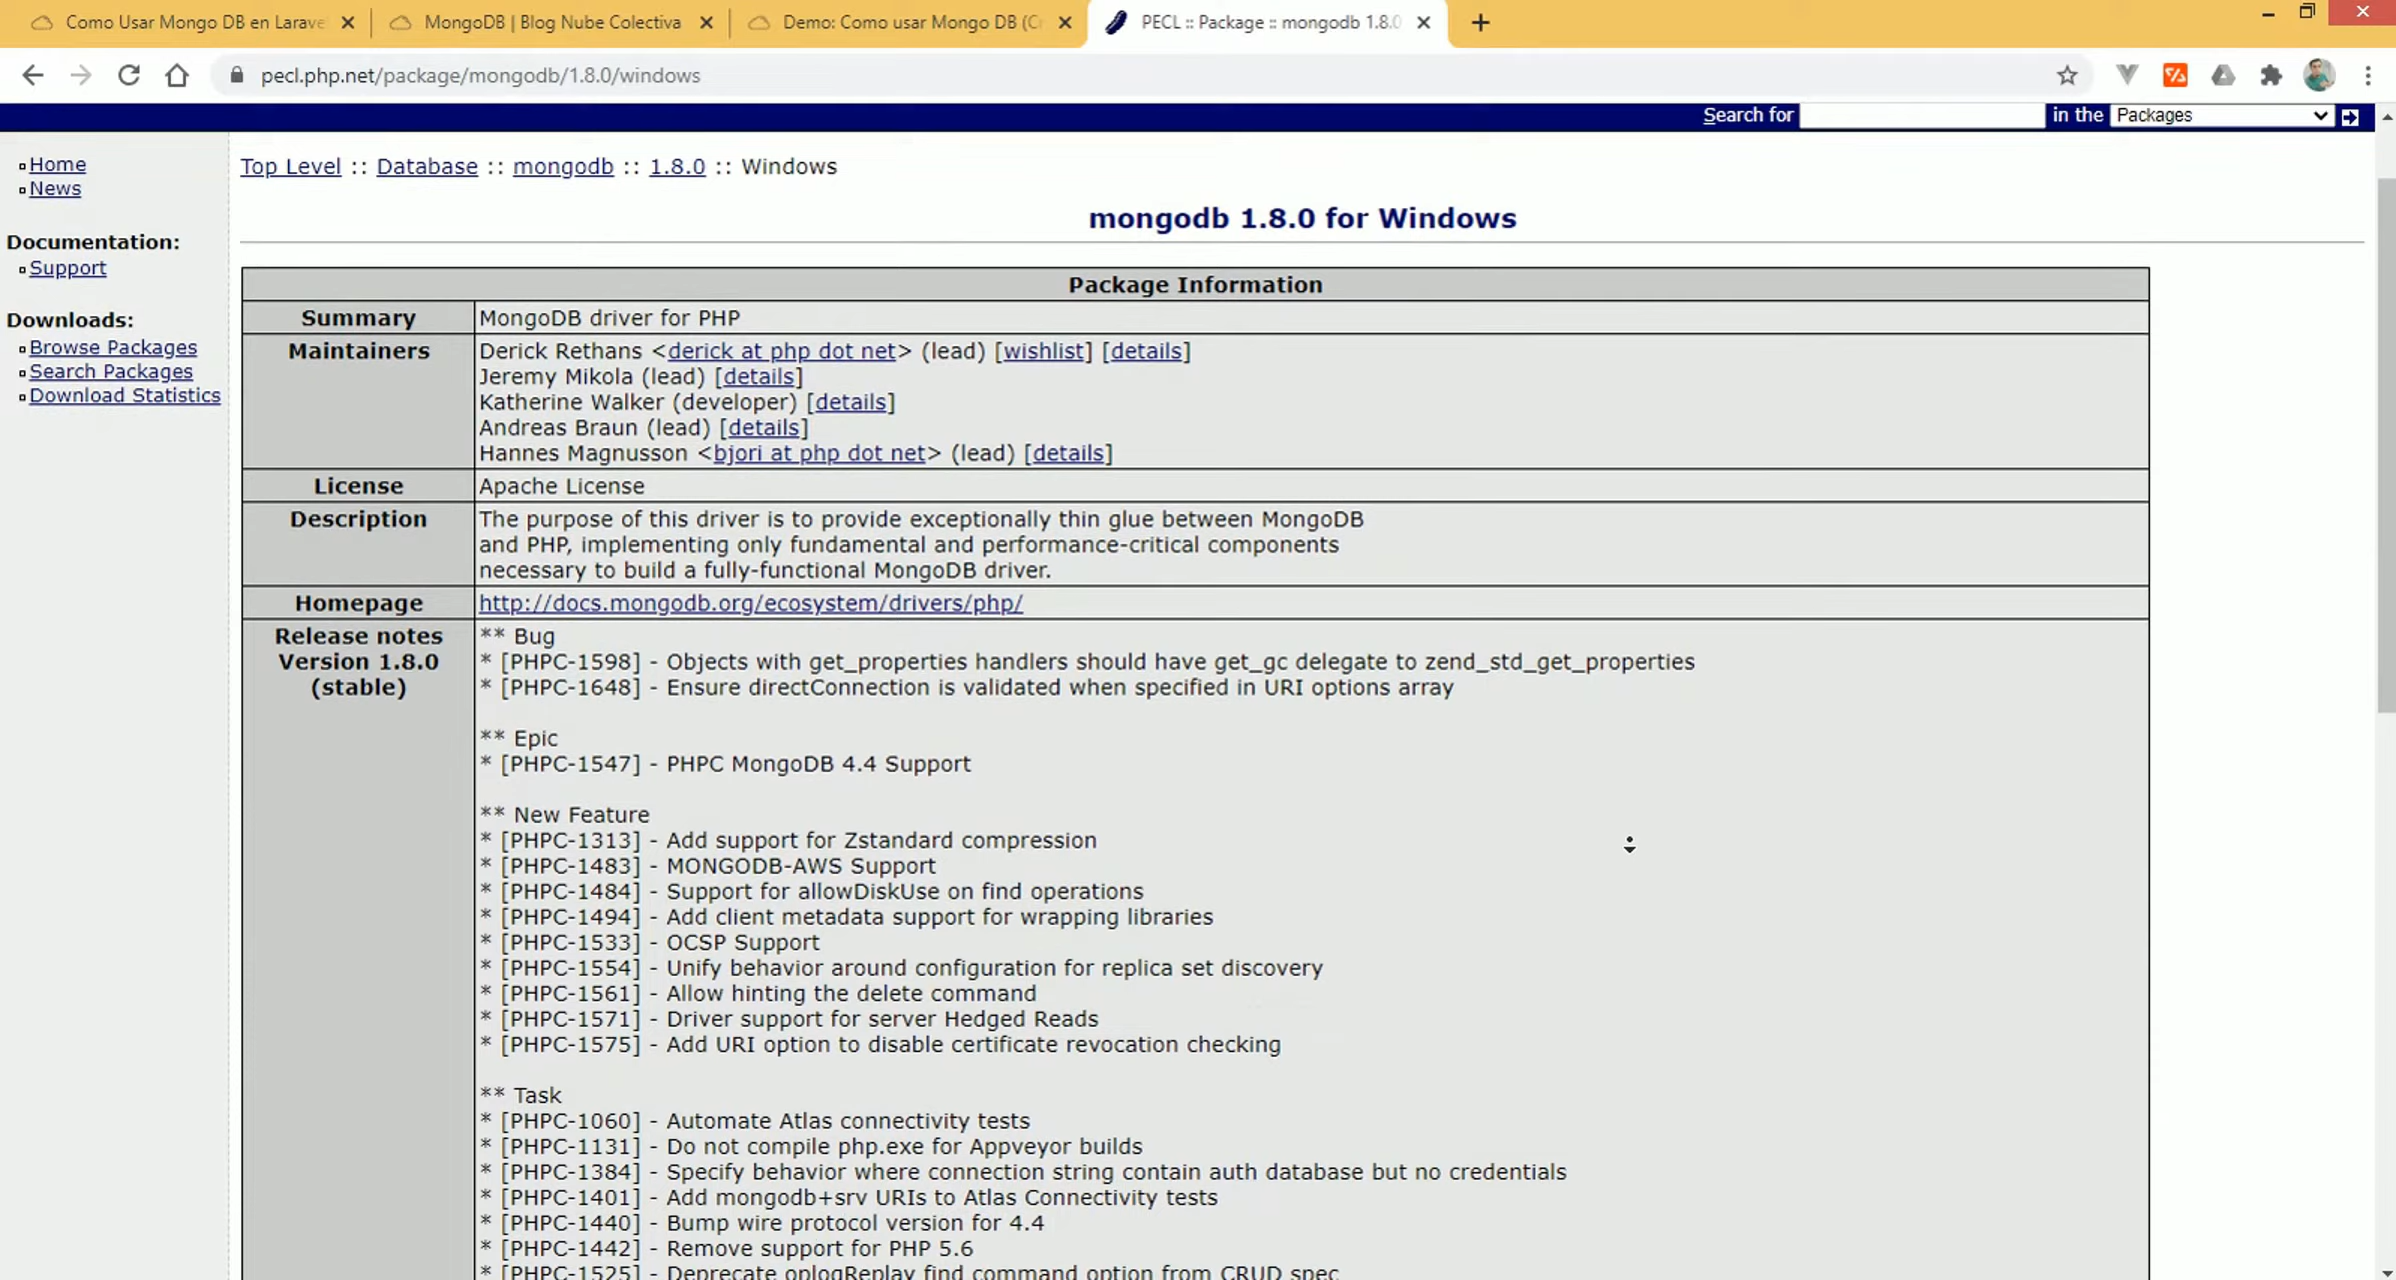 Como Usar Mongo DB en Larave
MongoDB | Blog Nube Colectiva
Demo: Como usar Mongo DB (Cr
PECL :: Package :: mongodb 1.8.0
pecl.php.net/package/mongodb/1.8.0/windows
Search for in the Packages
Home
News
Documentation:
Support
Downloads:
Browse Packages
Search Packages
Download Statistics
Top Level :: Database :: mongodb :: 1.8.0 :: Windows
mongodb 1.8.0 for Windows
Package Information
Summary MongoDB driver for PHP
Maintainers Derick Rethans <derick at php dot net> (lead) [wishlist] [details]
Jeremy Mikola (lead) [details]
Katherine Walker (developer) [details]
Andreas Braun (lead) [details]
Hannes Magnusson <bjori at php dot net> (lead) [details]
License Apache License
Description The purpose of this driver is to provide exceptionally thin glue between MongoDB
and PHP, implementing only fundamental and performance-critical components
necessary to build a fully-functional MongoDB driver.
Homepage http://docs.mongodb.org/ecosystem/drivers/php/
Release notes
Version 1.8.0
(stable)
** Bug
* [PHPC-1598] - Objects with get_properties handlers should have get_gc delegate to zend_std_get_properties
* [PHPC-1648] - Ensure directConnection is validated when specified in URI options array
** Epic
* [PHPC-1547] - PHPC MongoDB 4.4 Support
** New Feature
* [PHPC-1313] - Add support for Zstandard compression
* [PHPC-1483] - MONGODB-AWS Support
* [PHPC-1484] - Support for allowDiskUse on find operations
* [PHPC-1494] - Add client metadata support for wrapping libraries
* [PHPC-1533] - OCSP Support
* [PHPC-1554] - Unify behavior around configuration for replica set discovery
* [PHPC-1561] - Allow hinting the delete command
* [PHPC-1571] - Driver support for server Hedged Reads
* [PHPC-1575] - Add URI option to disable certificate revocation checking
** Task
* [PHPC-1060] - Automate Atlas connectivity tests
* [PHPC-1131] - Do not compile php.exe for Appveyor builds
* [PHPC-1384] - Specify behavior where connection string contain auth database but no credentials
* [PHPC-1401] - Add mongodb+srv URIs to Atlas Connectivity tests
* [PHPC-1440] - Bump wire protocol version for 4.4
* [PHPC-1442] - Remove support for PHP 5.6
* [PHPC-1525] - Deprecate oplogReplay find command option from CRUD spec